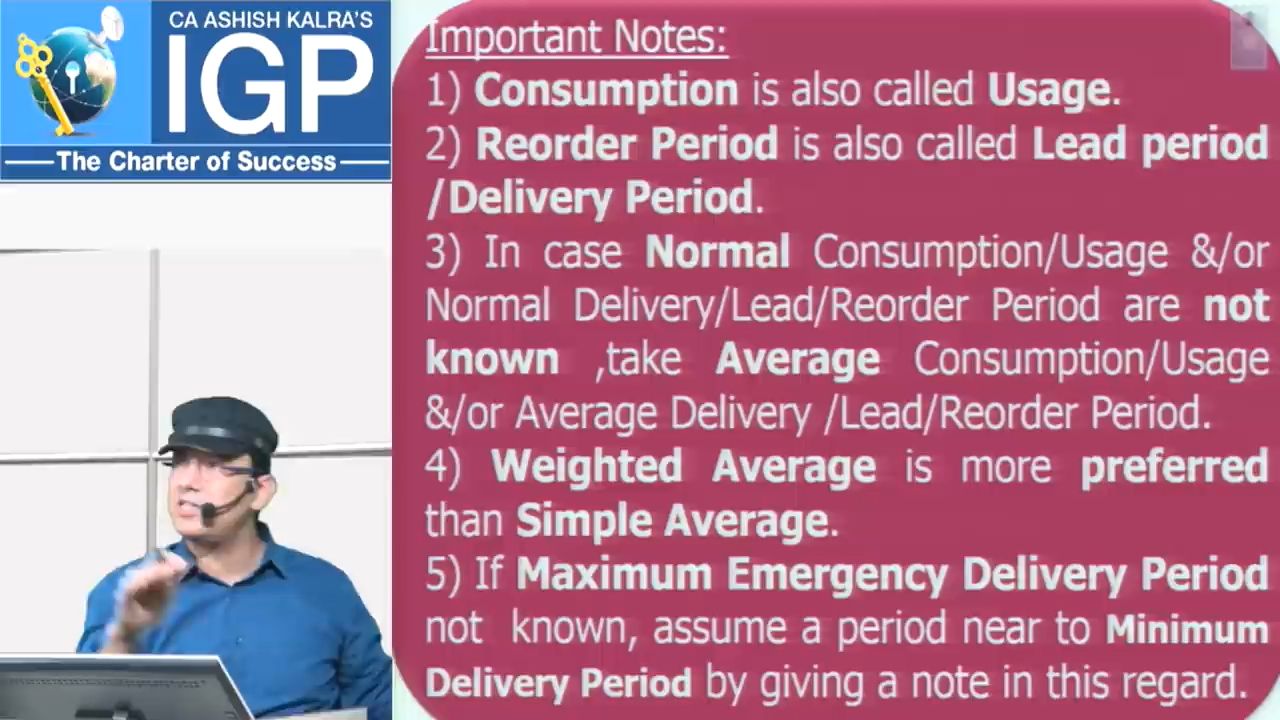 CA ASHISH KALRA'S
IGP
The Charter of Success
Important Notes:
1) Consumption is also called Usage.
2) Reorder Period is also called Lead period
/Delivery Period.
3) In case Normal Consumption/Usage &/or
Normal Delivery/Lead/Reorder Period are not
known ,take Average Consumption/Usage
&/or Average Delivery /Lead/Reorder Period.
4) Weighted Average is more preferred
than Simple Average.
5) If Maximum Emergency Delivery Period
not known, assume a period near to Minimum
Delivery Period by giving a note in this regard.